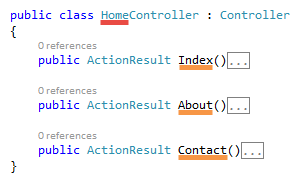 public class HomeController : Controller
{
0 references
public ActionResult Index()...
0 references
public ActionResult About()...
0 references
public ActionResult Contact()...
}